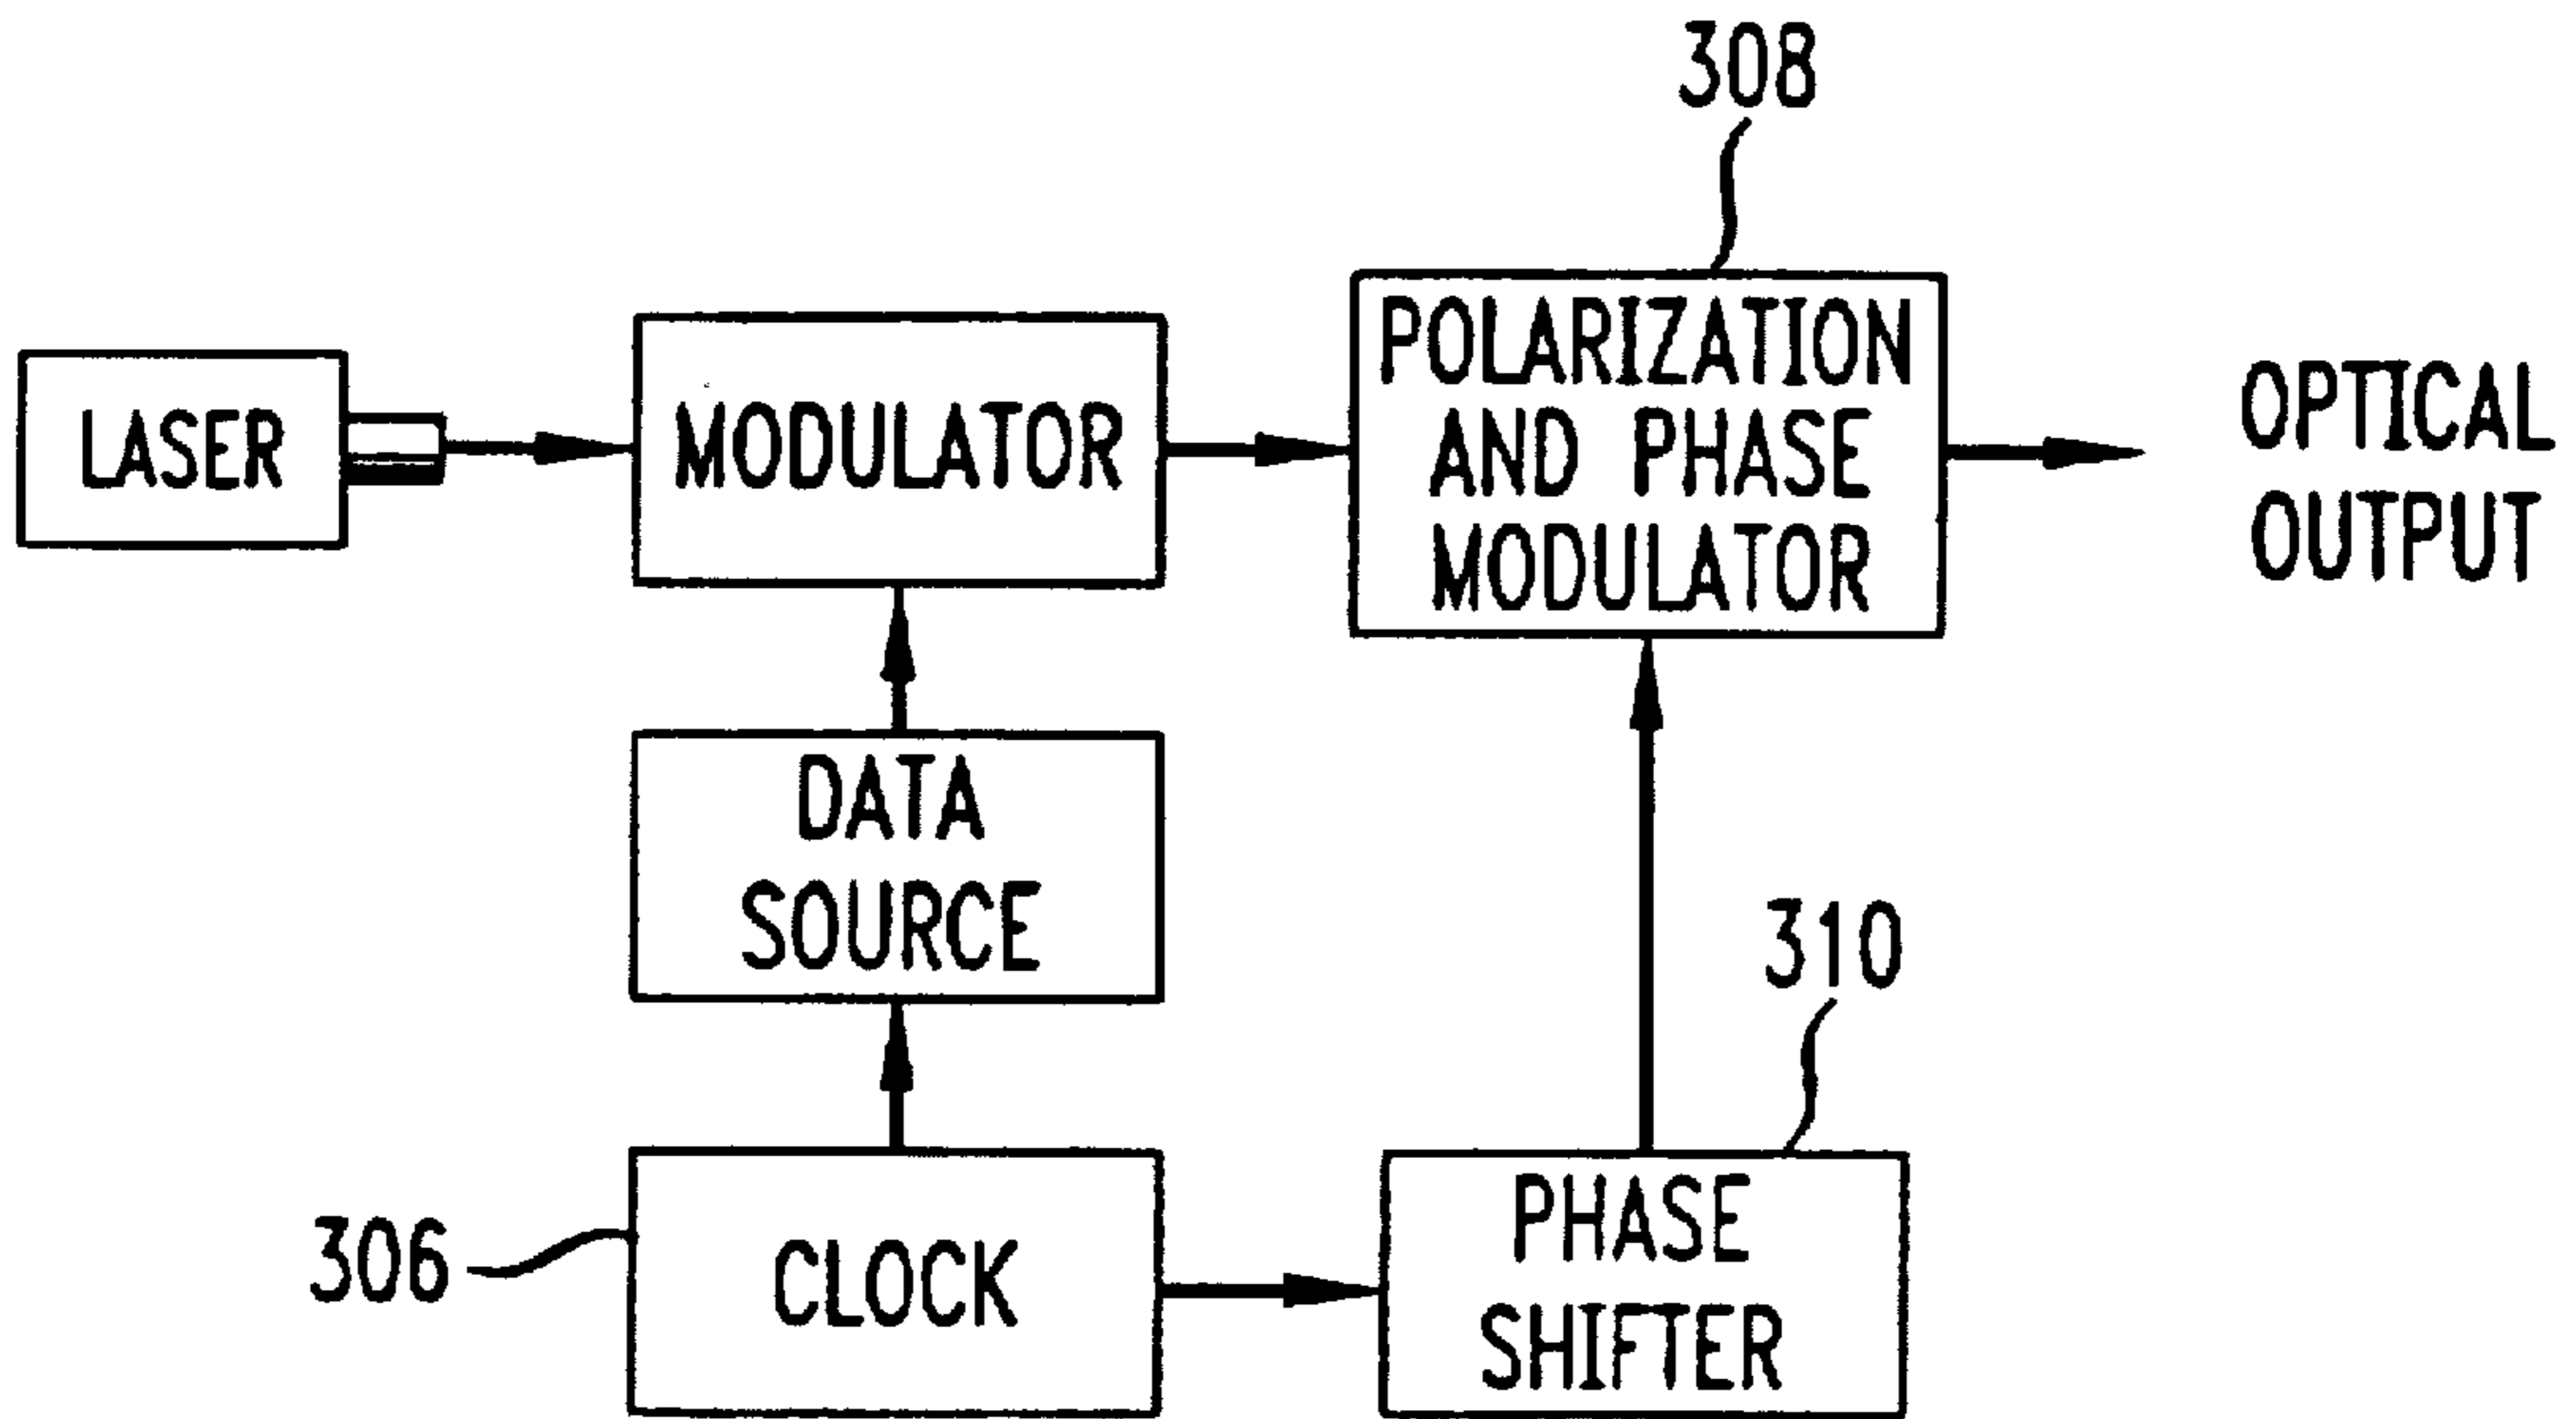 308
LASER
MODULATOR
POLARIZATION
AND PHASE
MODULATOR
OPTICAL
OUTPUT
DATA
SOURCE
310
306
CLOCK
PHASE
SHIFTER